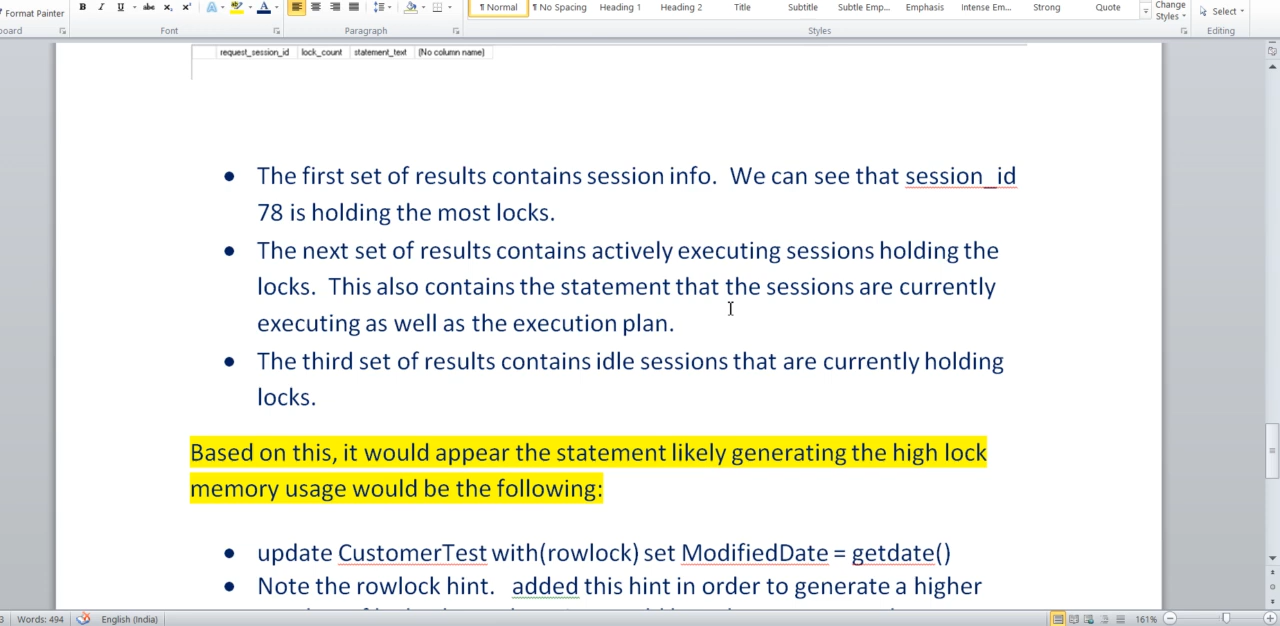 Format Painter
B I U abc x, x² A ab A
¶ Normal ¶ No Spacing Heading 1 Heading 2 Title Subtitle Subtle Emp... Emphasis Intense Em... Strong Quote
Change
Styles
Select
oard Font Paragraph Styles Editing
request_session_id lock_count statement_text (No column name)
• The first set of results contains session info. We can see that session_id
78 is holding the most locks.
• The next set of results contains actively executing sessions holding the
locks. This also contains the statement that the sessions are currently
executing as well as the execution plan.
• The third set of results contains idle sessions that are currently holding
locks.
Based on this, it would appear the statement likely generating the high lock
memory usage would be the following:
• update CustomerTest with(rowlock) set ModifiedDate = getdate()
• Note the rowlock hint. added this hint in order to generate a higher
3 Words: 494 English (India) 161%